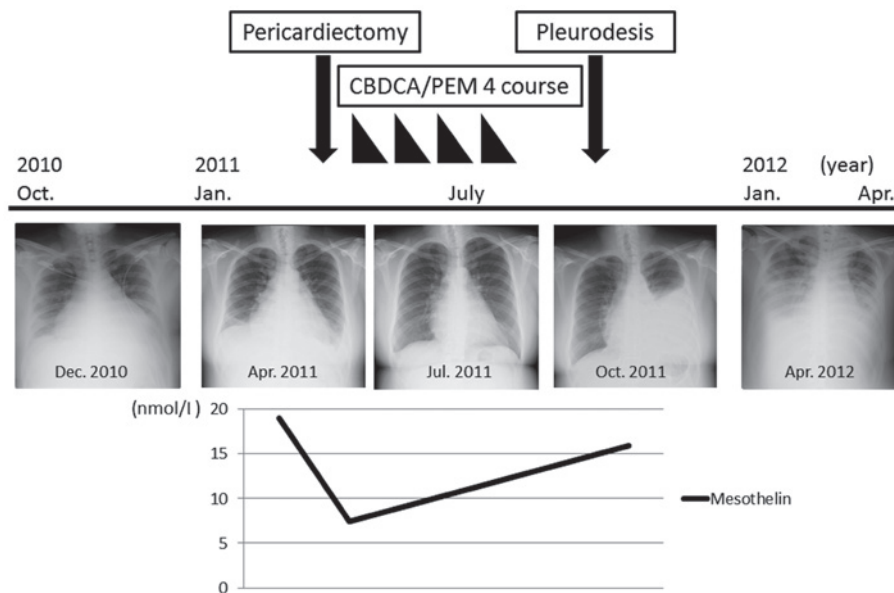 Pericardiectomy Pleurodesis
CBDCA/PEM 4 course
2010 2011 2012 (year)
Oct. Jan. July Jan. Apr.
Dec. 2010 Apr. 2011 Jul. 2011 Oct. 2011 Apr. 2012
(nmol/l) 20
15
10
5
0
Mesothelin